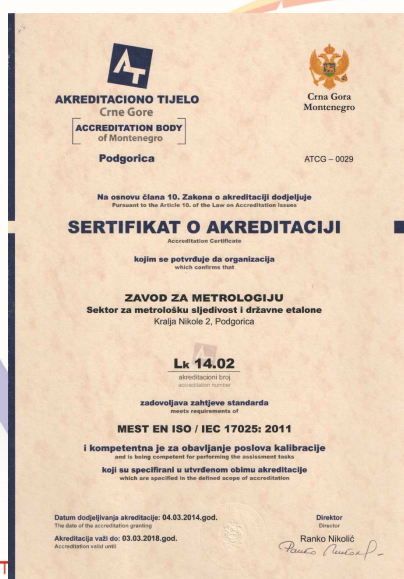 AT
AKREDITACIONO TIJELO
Crne Gore
ACCREDITATION BODY
of Montenegro
Podgorica
Crna Gora
Montenegro
ATCG – 0029
Na osnovu člana 10. Zakona o akreditaciji dodjeljuje
Pursuant to the Article 10. of the Law on Accreditation issues
SERTIFIKAT O AKREDITACIJI
Accreditation Certificate
kojim se potvrđuje da organizacija
which confirms that
ZAVOD ZA METROLOGIJU
Sektor za metrološku sljedivost i državne etalone
Kralja Nikole 2, Podgorica
Lk 14.02
akreditacioni broj
accreditation number
zadovoljava zahtjeve standarda
meets requirements of
MEST EN ISO / IEC 17025: 2011
i kompetentna je za obavljanje poslova kalibracije
and is being competent for performing the assissment tasks
koji su specifirani u utvrđenom obimu akreditacije
which are specified in the defined scope of accreditation
Datum dodjeljivanja akreditacije: 04.03.2014.god.
The date of the accreditation granting
Akreditacija važi do: 03.03.2018.god.
Accreditation valid until
Direktor
Director
Ranko Nikolić
T